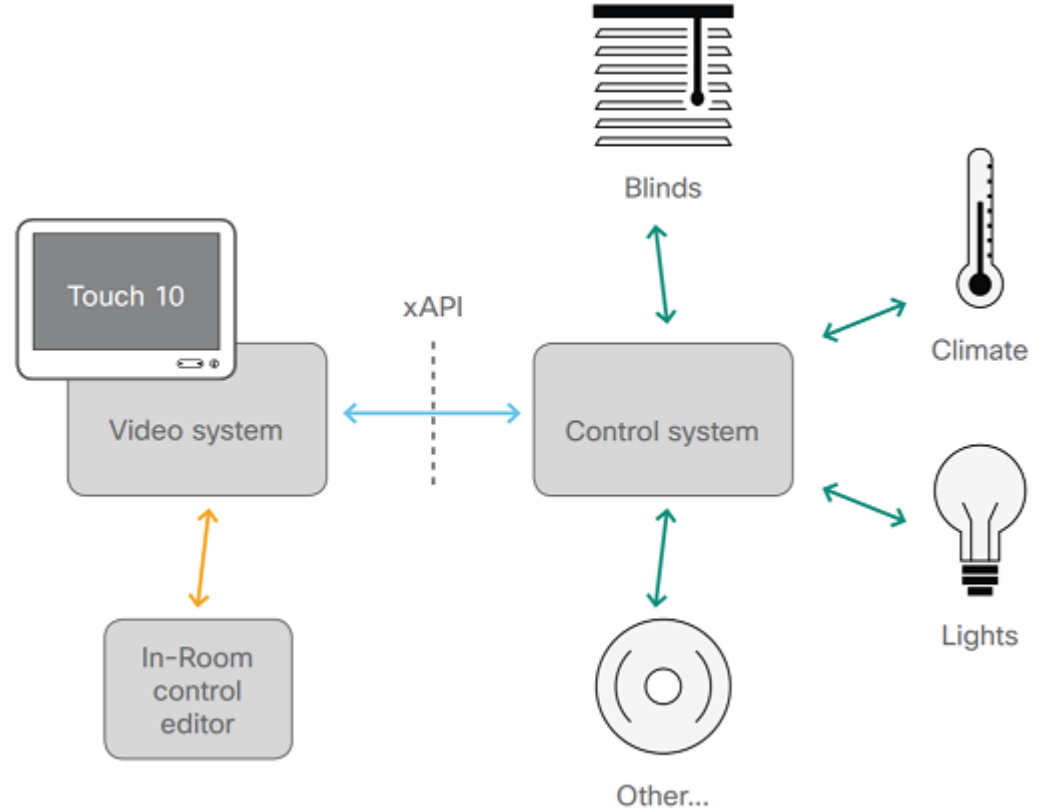 Blinds
Touch 10
xAPI
Climate
Video system
Control system
In-Room
control
editor
Lights
Other...